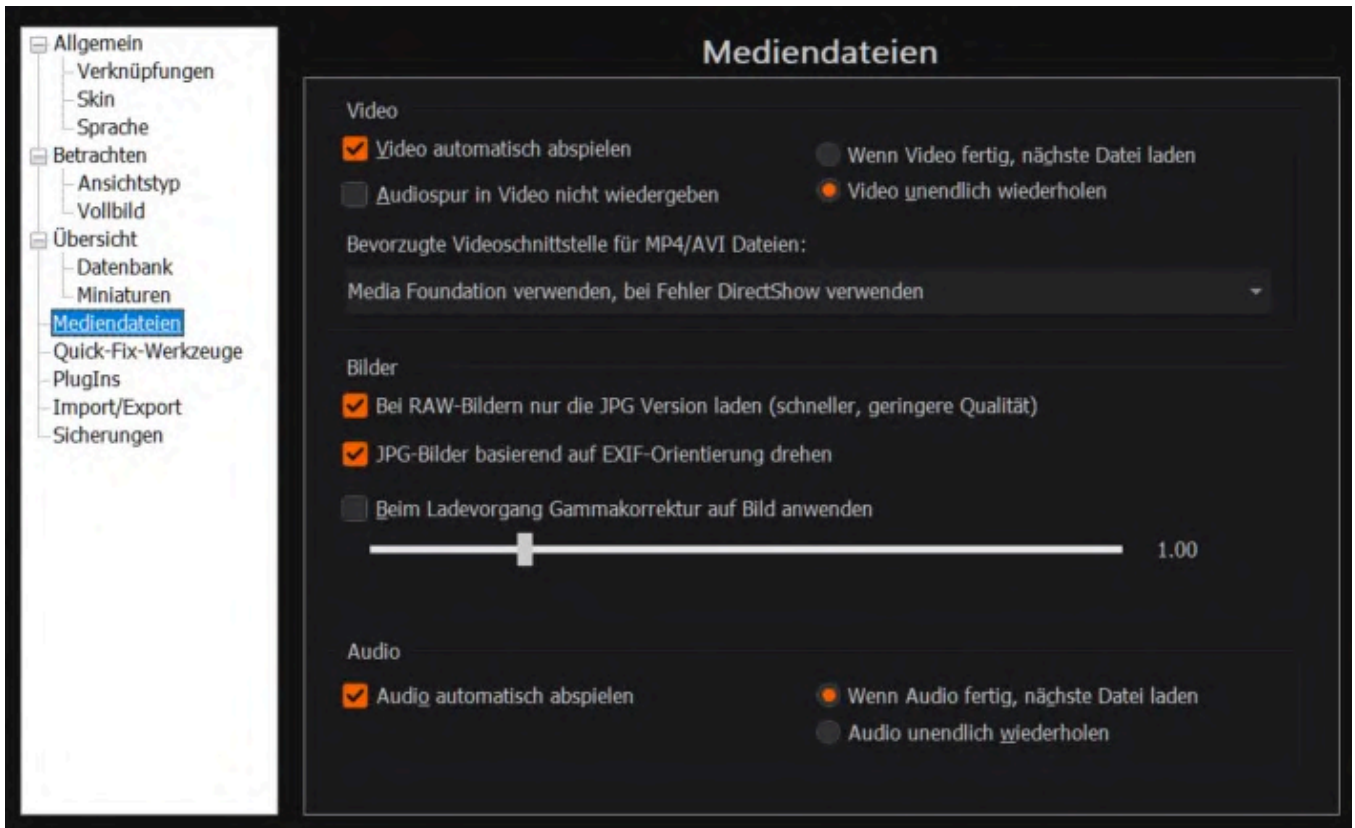 Allgemein
Verknüpfungen
Skin
Sprache
Betrachten
Ansichtstyp
Vollbild
Übersicht
Datenbank
Miniaturen
Mediendateien
Quick-Fix-Werkzeuge
PlugIns
Import/Export
Sicherungen
Mediendateien
Video
Video automatisch abspielen
Wenn Video fertig, nächste Datei laden
Audiospur in Video nicht wiedergeben
Video unendlich wiederholen
Bevorzugte Videoschnittstelle für MP4/AVI Dateien:
Media Foundation verwenden, bei Fehler DirectShow verwenden
Bilder
Bei RAW-Bildern nur die JPG Version laden (schneller, geringere Qualität)
JPG-Bilder basierend auf EXIF-Orientierung drehen
Beim Ladevorgang Gammakorrektur auf Bild anwenden
1.00
Audio
Audio automatisch abspielen
Wenn Audio fertig, nächste Datei laden
Audio unendlich wiederholen